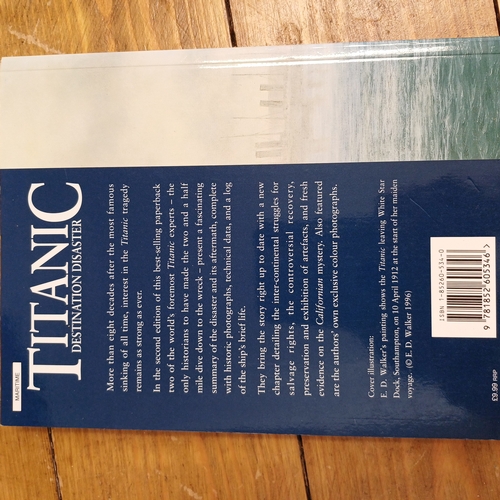 MARITIME
TITANIC
DESTINATION DISASTER
More than eight decades after the most famous
sinking of all time, interest in the Titanic tragedy
remains as strong as ever.
In the second edition of this best-selling paperback
two of the world's foremost Titanic experts – the
only historians to have made the two and a half
mile dive down to the wreck – present a fascinating
summary of the disaster and its aftermath, complete
with historic photographs, technical data, and a log
of the ship's brief life.
They bring the story right up to date with a new
chapter detailing the inter-continental struggles for
salvage rights, the controversial recovery,
preservation and exhibition of artefacts, and fresh
evidence on the Californian mystery. Also featured
are the authors' own exclusive colour photographs.
Cover illustration:
E. D. Walker's painting shows the Titanic leaving White Star
Dock, Southampton, on 10 April 1912 at the start of her maiden
voyage. (© E. D. Walker 1996)
ISBN 1-85260-534-0
9 781852 605346 >
£9.99 RPP